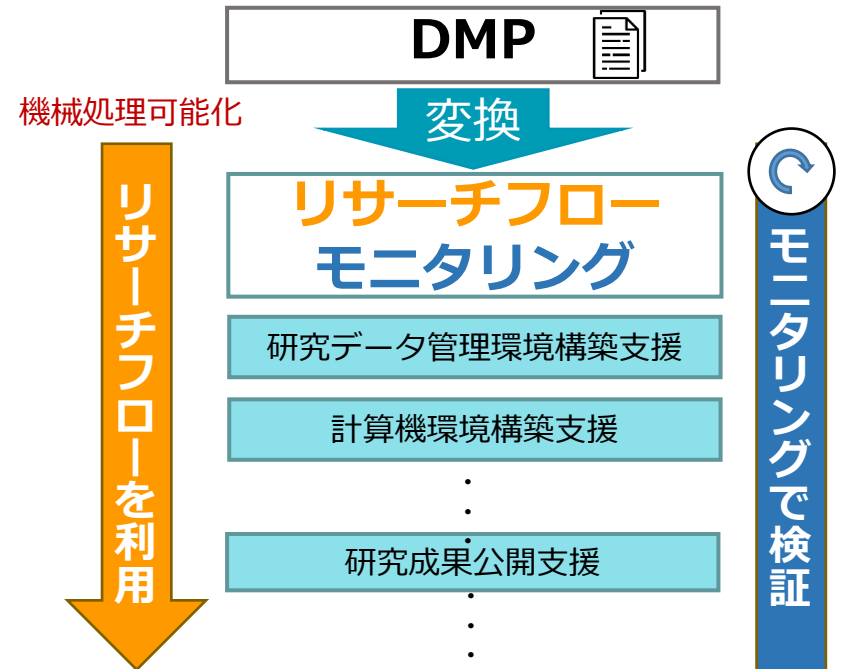 DMP
機械処理可能化
変換
リサーチフロー
モニタリング
研究データ管理環境構築支援
計算機環境構築支援
・
・
・
研究成果公開支援
・
・
・
リサーチフローを利用
モニタリングで検証